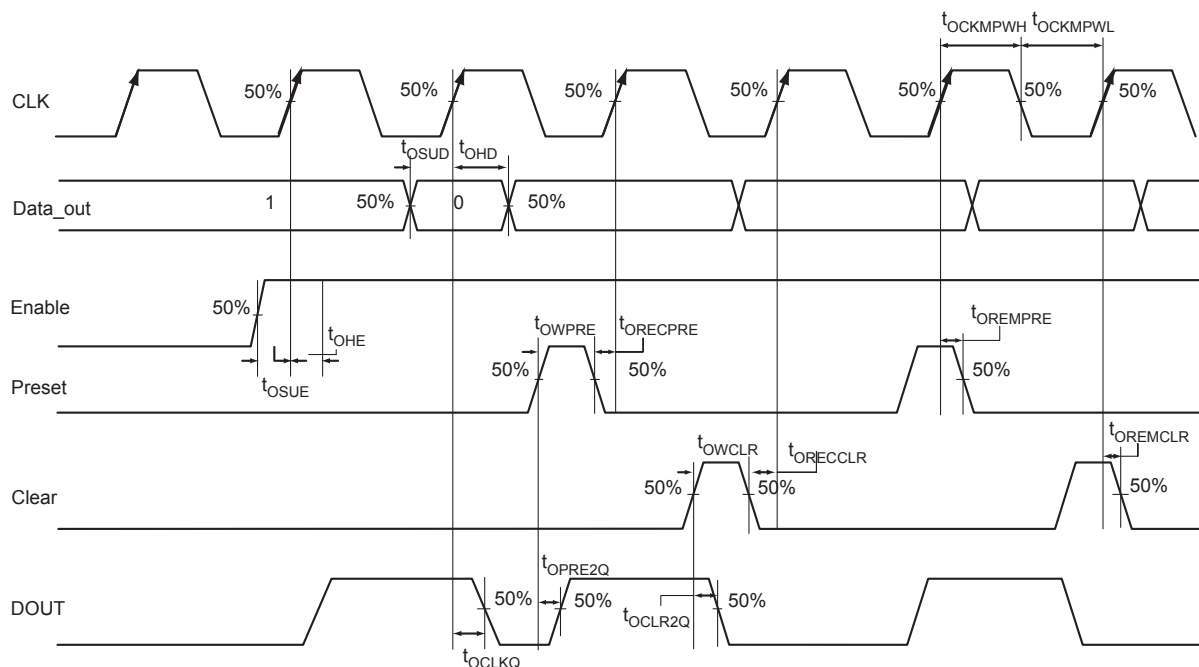 tOCKMPWH tOCKMPWL
CLK 50% 50% 50% 50% 50% 50% 50%
tOSUD tOHD
Data_out 1 50% 0 50%
Enable 50%
tOHE tOWPRE tORECPRE tOREMPRE
tOSUE
Preset 50% 50% 50%
tOWCLR tORECCLR tOREMCLR
Clear 50% 50% 50%
tOPRE2Q
DOUT 50% 50% 50%
tOCLR2Q
tOCLKQ